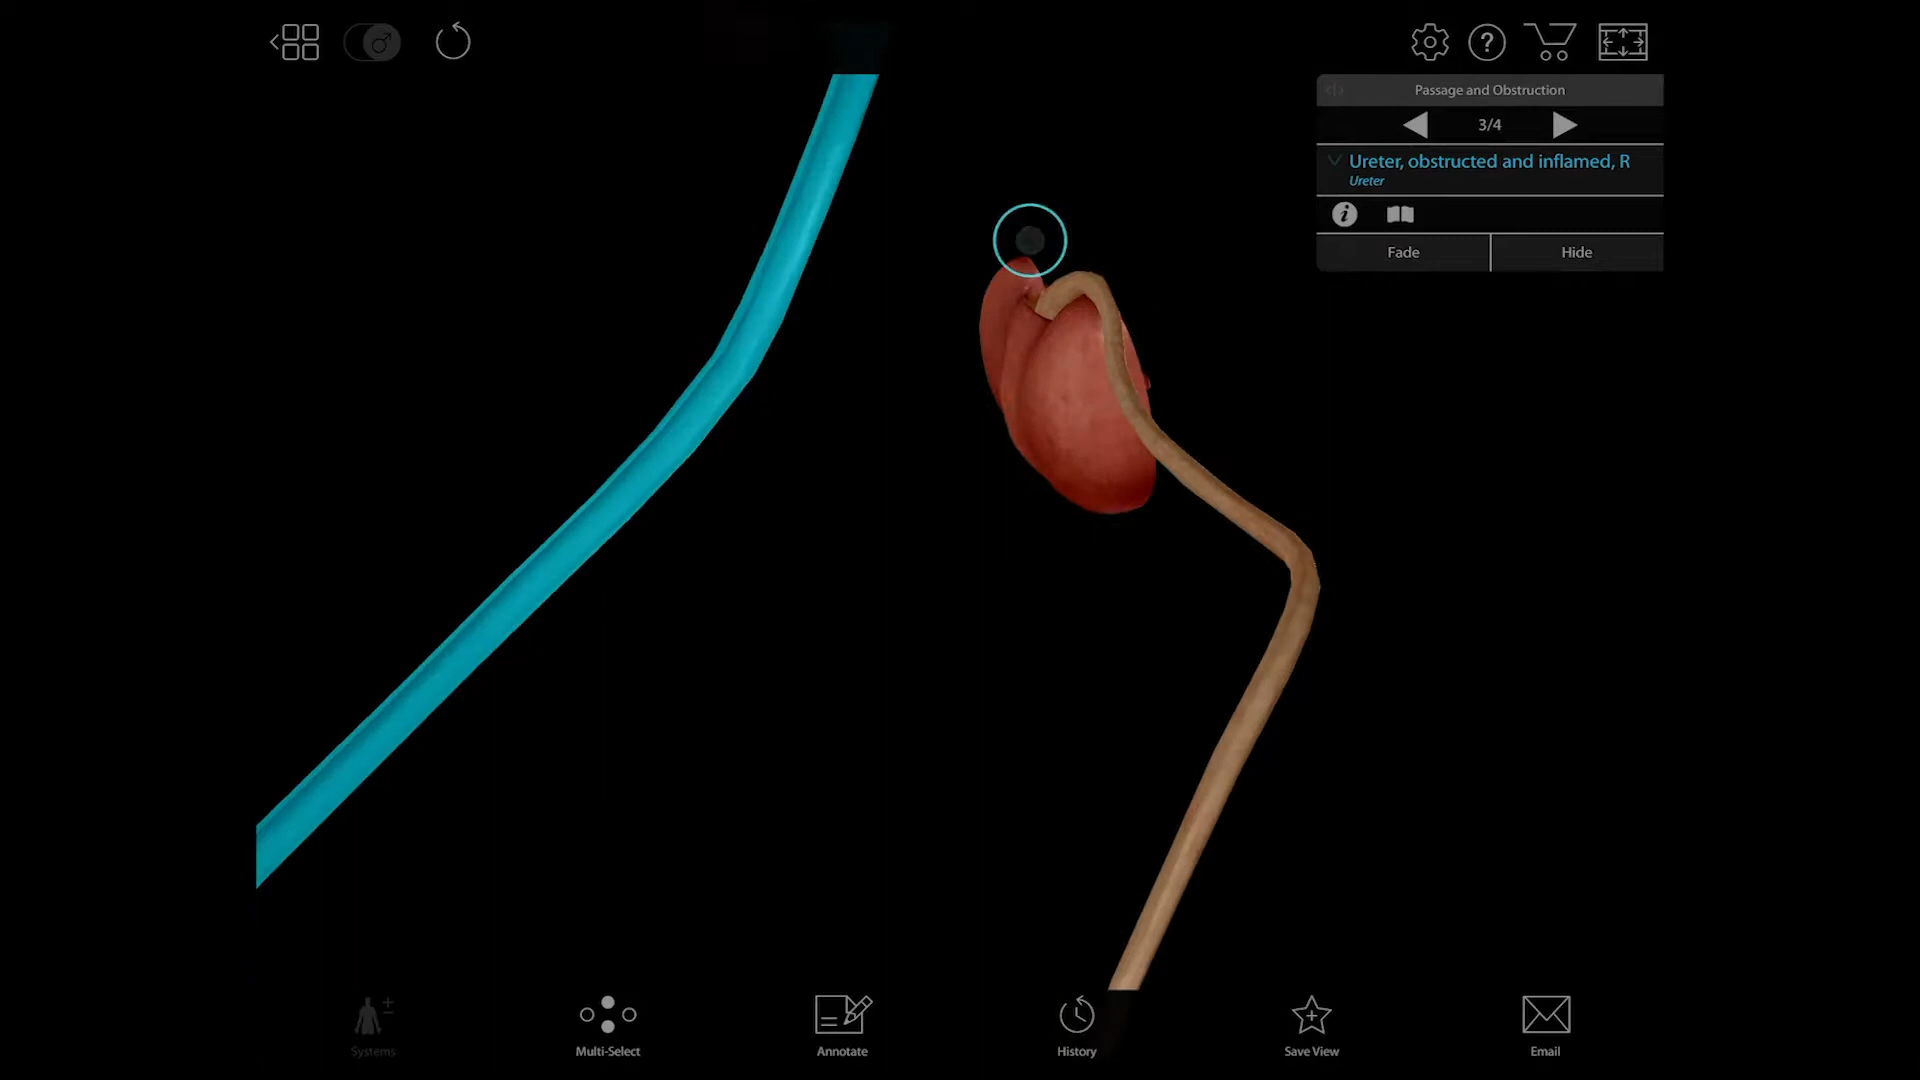 Passage and Obstruction
3/4
Ureter, obstructed and inflamed, R
Ureter
Fade Hide
Systems Multi-Select Annotate History Save View Email